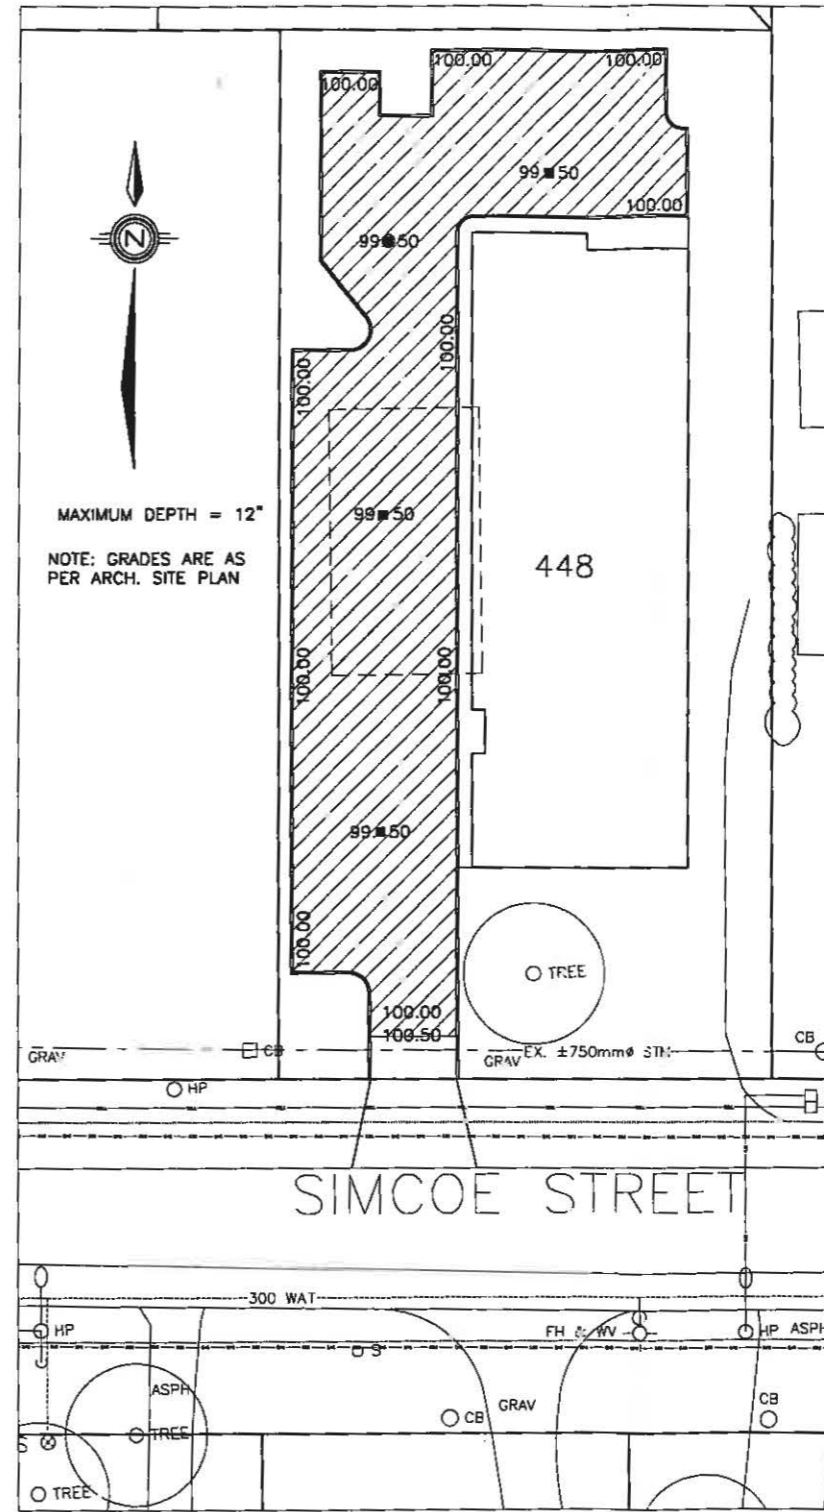 100.00
100.00
100.00
99.50
100.00
N
99.50
100.00
100.00
MAXIMUM DEPTH = 12"
99.50
NOTE: GRADES ARE AS
PER ARCH. SITE PLAN
448
100.00
100.00
99.50
100.00
TREE
100.00
100.50
GRAV
CB
GRAV
EX. ±750mmø STM
CB
HP
SIMCOE STREET
300 WAT
HP
FH & WV
HP
ASPH
S
ASPH
GRAV
CB
CB
TREE
S
TREE